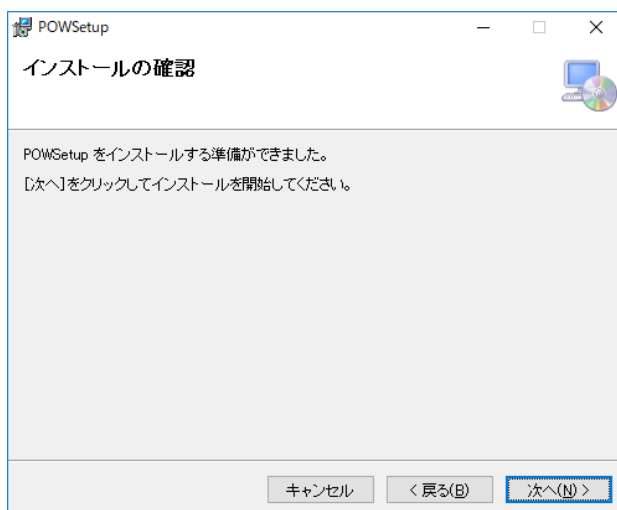 POWSetup
インストールの確認
POWSetup をインストールする準備ができました。
[次へ]をクリックしてインストールを開始してください。
キャンセル
< 戻る(B)
次へ(N) >